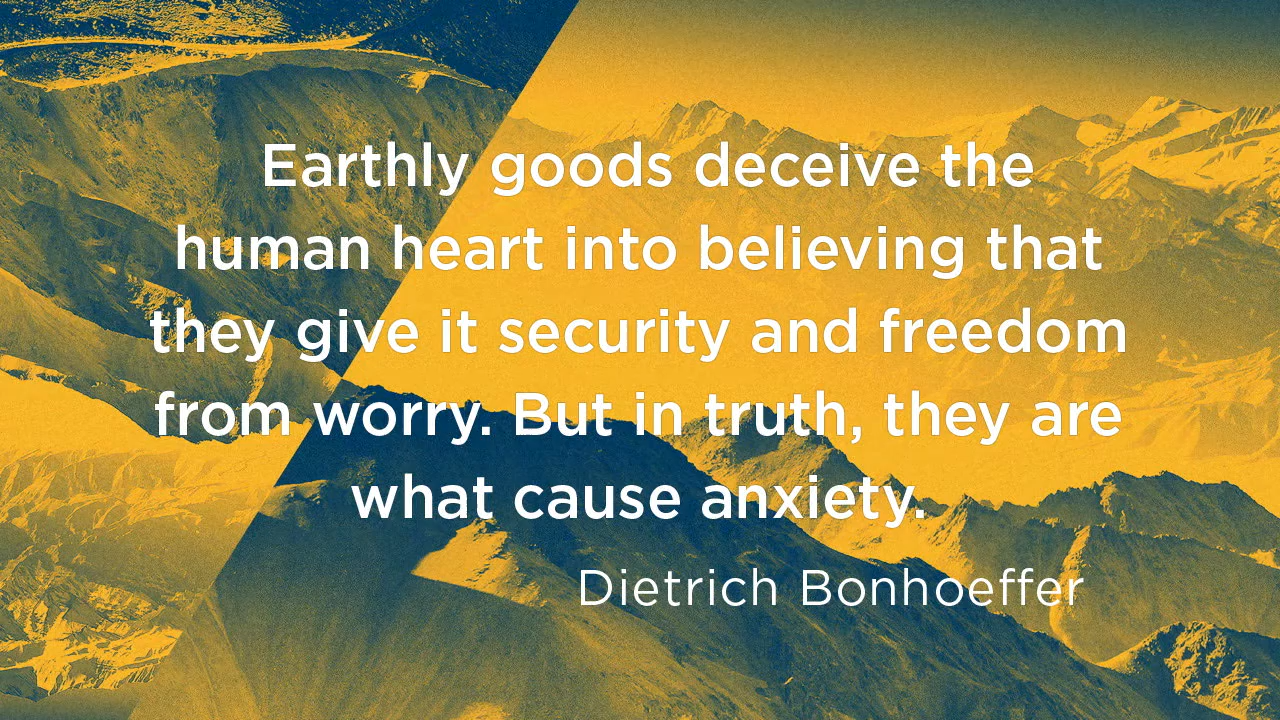 Earthly goods deceive the
human heart into believing that
they give it security and freedom
from worry. But in truth, they are
what cause anxiety.
Dietrich Bonhoeffer